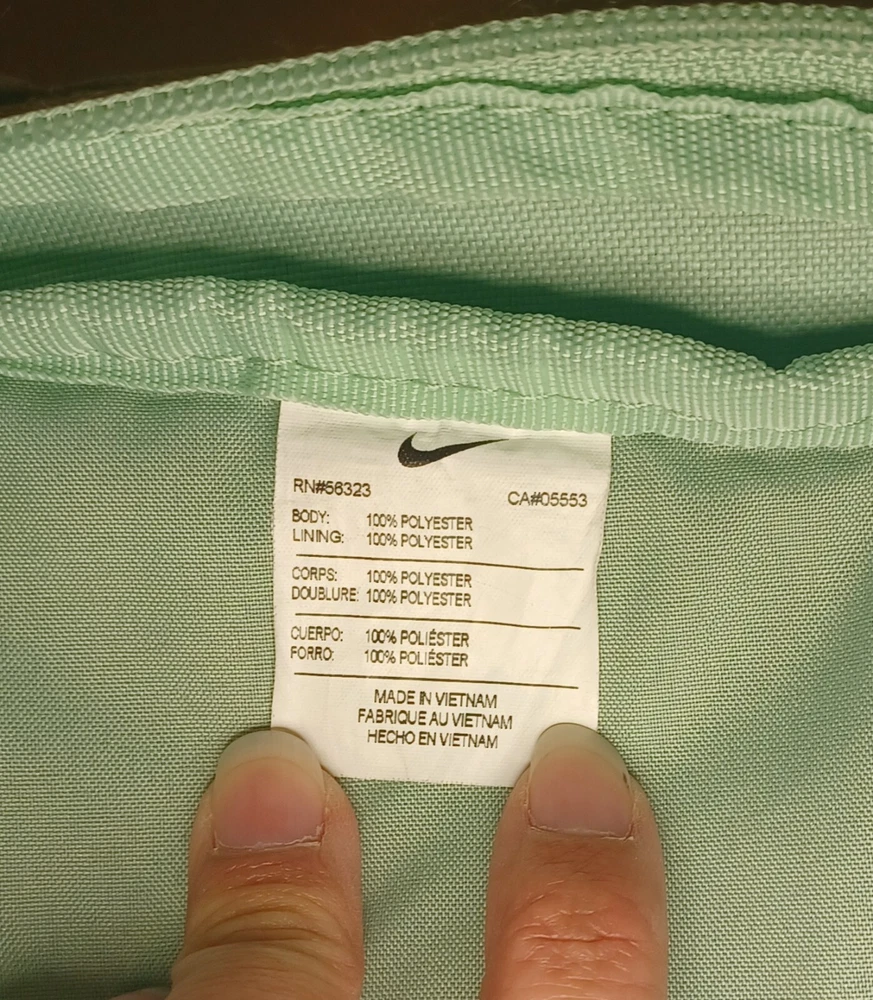 RN#56323 CA#05553
BODY: 100% POLYESTER
LINING: 100% POLYESTER
CORPS: 100% POLYESTER
DOUBLURE: 100% POLYESTER
CUERPO: 100% POLIÉSTER
FORRO: 100% POLIÉSTER
MADE IN VIETNAM
FABRIQUE AU VIETNAM
HECHO EN VIETNAM